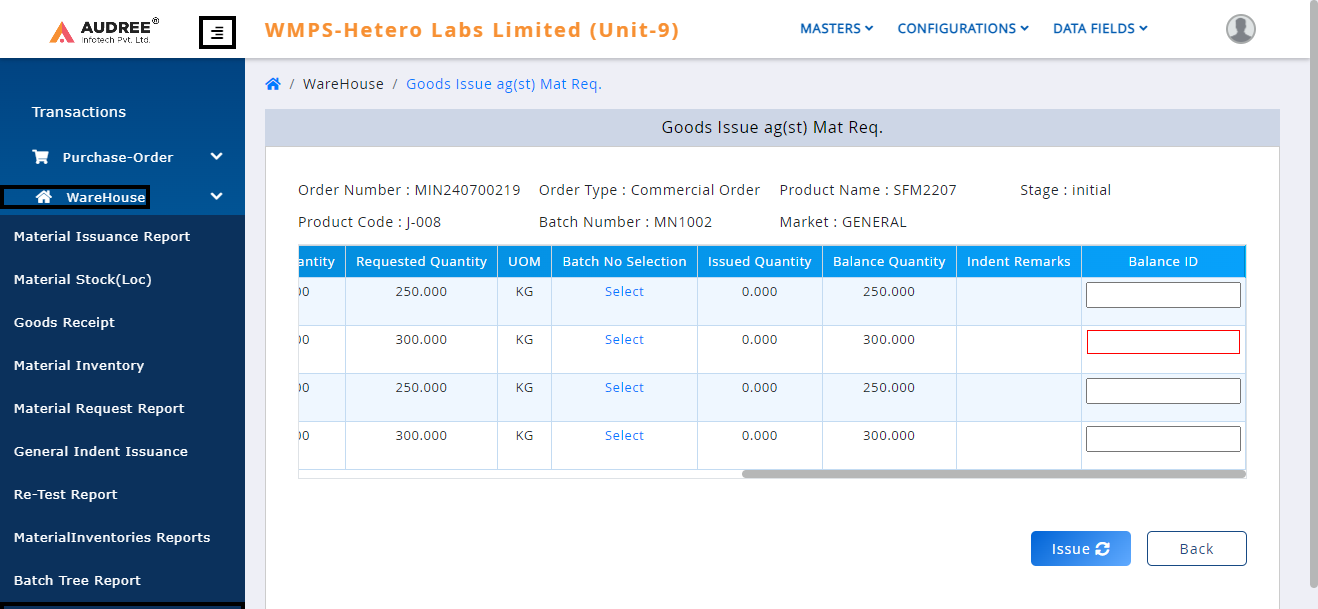 AUDREE®
Infotech Pvt. Ltd.
WMPS-Hetero Labs Limited (Unit-9)
MASTERS CONFIGURATIONS DATA FIELDS
/ WareHouse / Goods Issue ag(st) Mat Req.
Transactions
Purchase-Order
WareHouse
Material Issuance Report
Material Stock(Loc)
Goods Receipt
Material Inventory
Material Request Report
General Indent Issuance
Re-Test Report
MaterialInventories Reports
Batch Tree Report
Goods Issue ag(st) Mat Req.
Order Number : MIN240700219 Order Type : Commercial Order Product Name : SFM2207 Stage : initial
Product Code : J-008 Batch Number : MN1002 Market : GENERAL
Requested Quantity UOM Batch No Selection Issued Quantity Balance Quantity Indent Remarks Balance ID
250.000 KG Select 0.000 250.000
300.000 KG Select 0.000 300.000
250.000 KG Select 0.000 250.000
300.000 KG Select 0.000 300.000
Issue Back